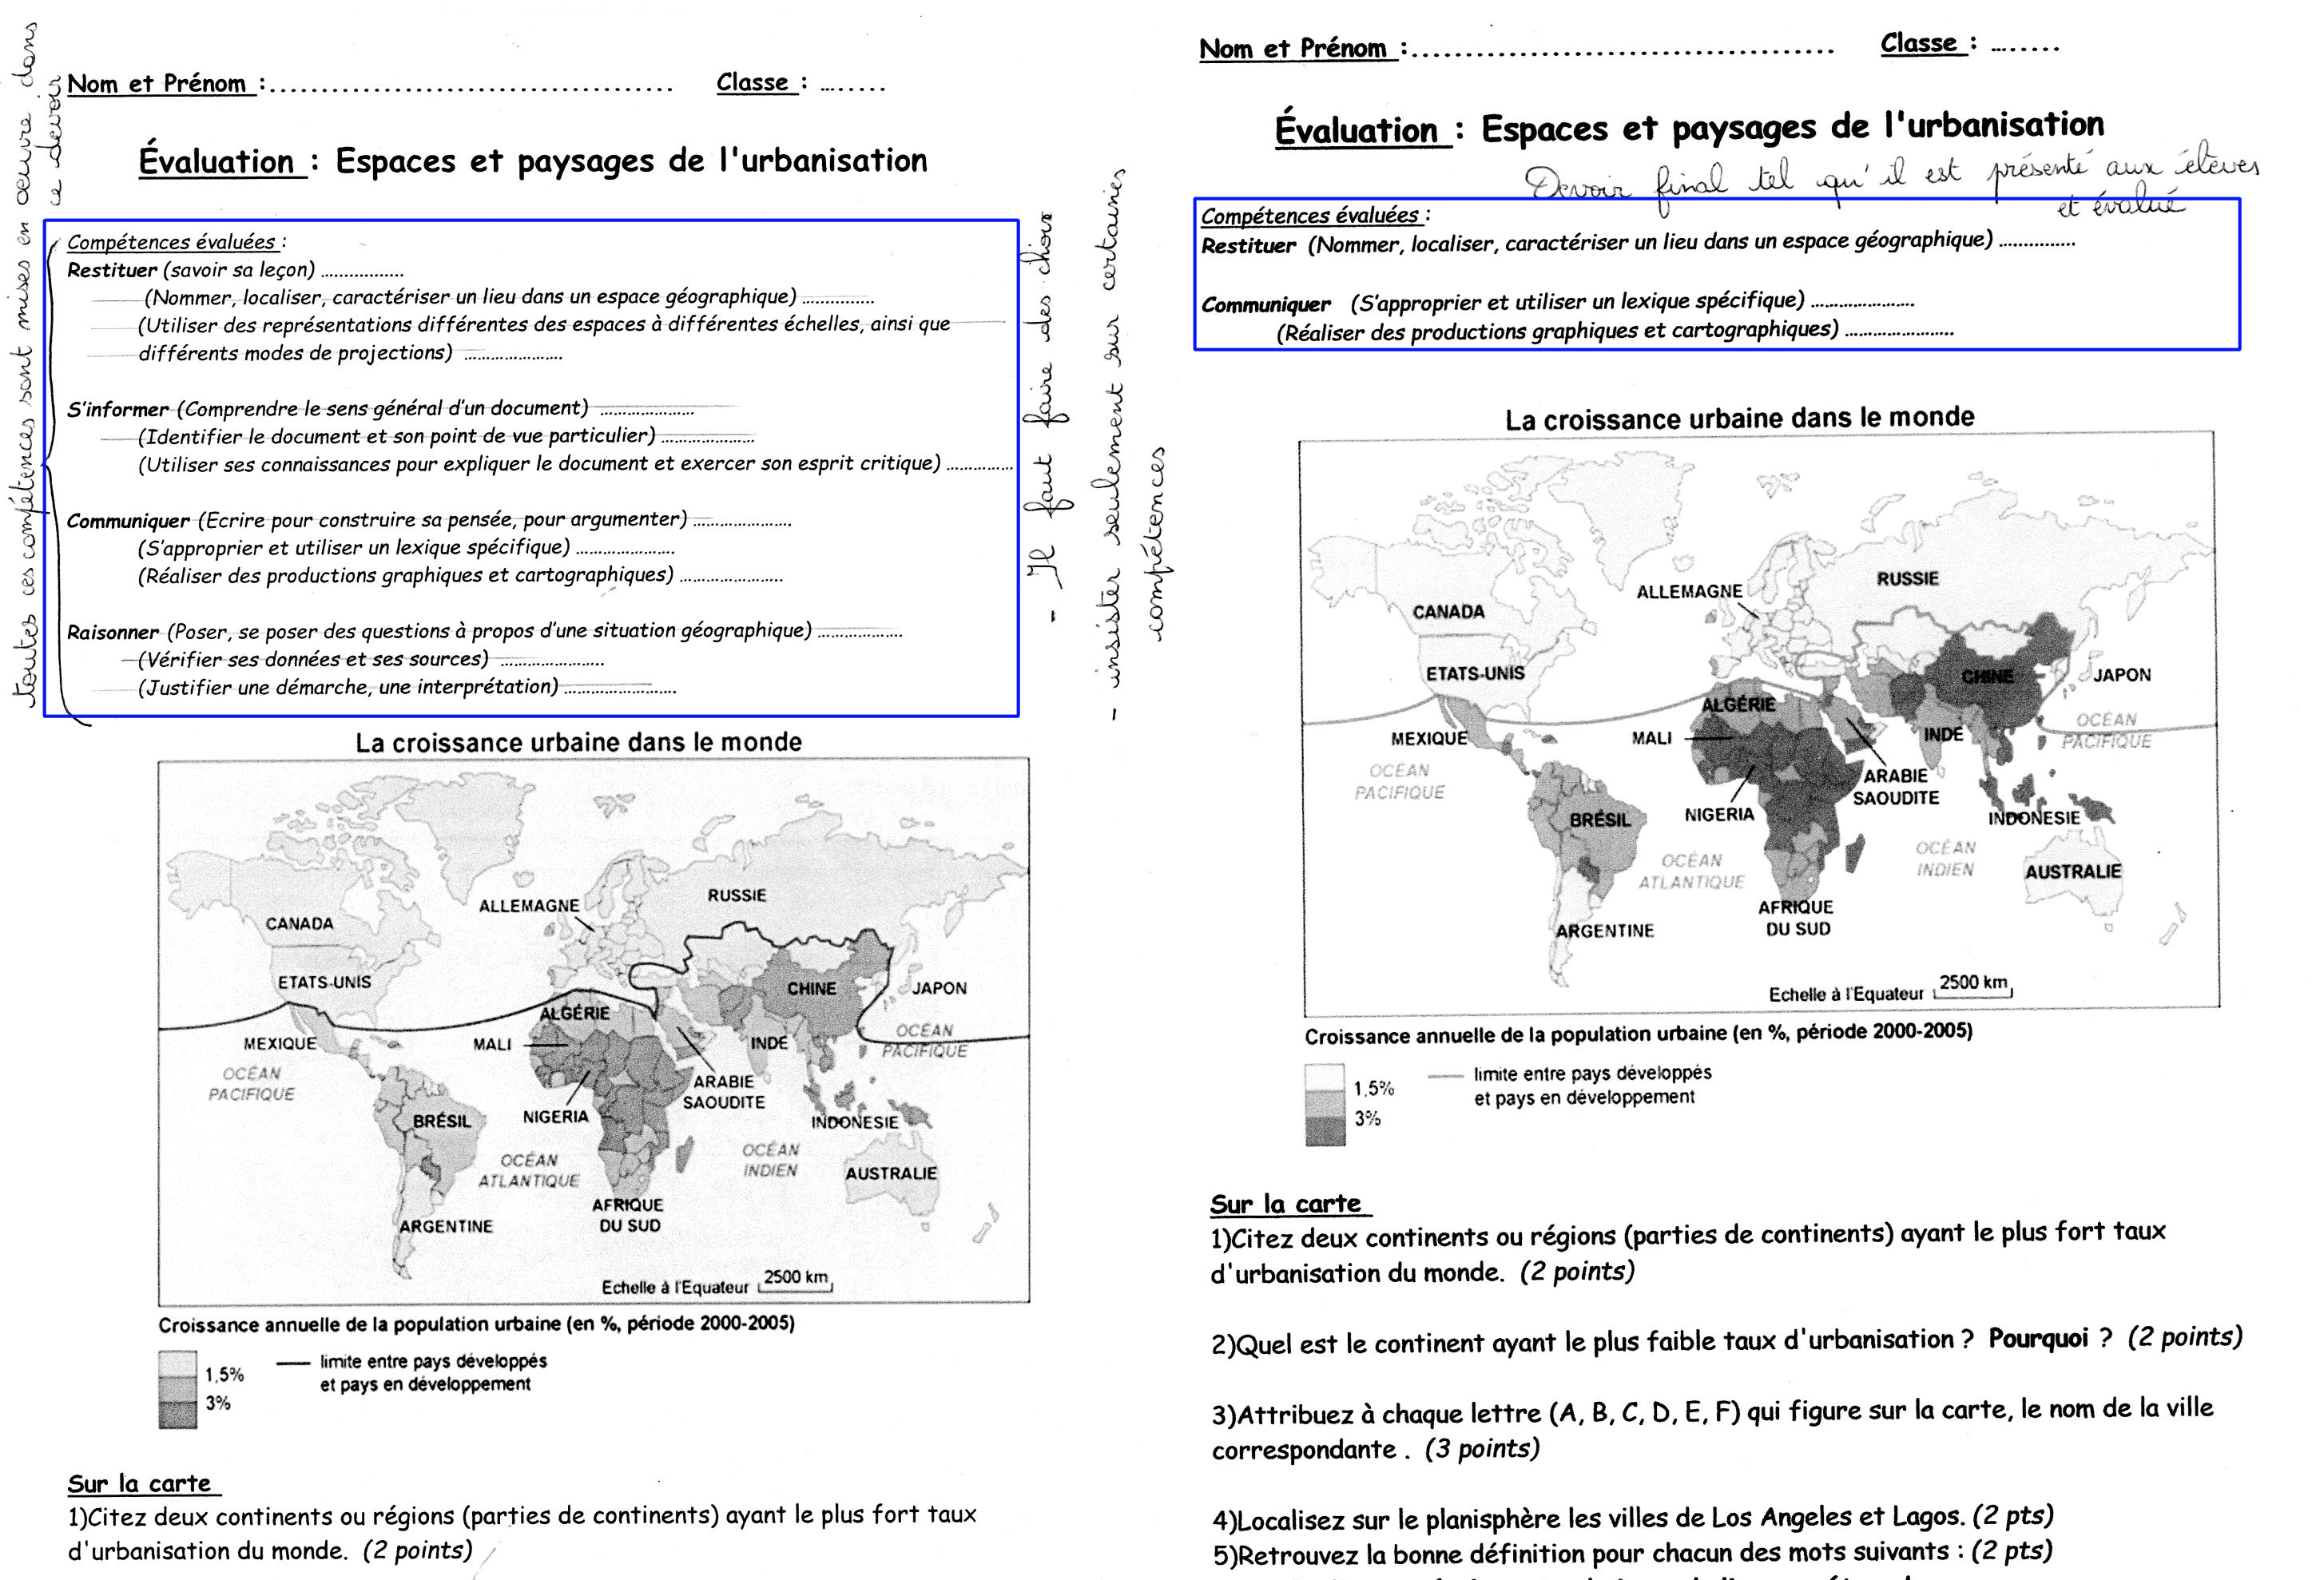 toutes ces compétences sont mises en œuvre dans
ce devoir
Nom et Prénom :..................................... Classe : ........
Évaluation : Espaces et paysages de l'urbanisation
Compétences évaluées :
Restituer (savoir sa leçon) ................
(Nommer, localiser, caractériser un lieu dans un espace géographique) ..............
(Utiliser des représentations différentes des espaces à différentes échelles, ainsi que
différents modes de projections) ...................
S'informer (Comprendre le sens général d'un document) ..................
(Identifier le document et son point de vue particulier) ..................
(Utiliser ses connaissances pour expliquer le document et exercer son esprit critique) .............
Communiquer (Ecrire pour construire sa pensée, pour argumenter) ...................
(S'approprier et utiliser un lexique spécifique) ...................
(Réaliser des productions graphiques et cartographiques) ....................
Raisonner (Poser, se poser des questions à propos d'une situation géographique) ................
(Vérifier ses données et ses sources) ....................
(Justifier une démarche, une interprétation) ......................
- Il faut faire des choix
- insister seulement sur certaines
compétences
La croissance urbaine dans le monde
RUSSIE
ALLEMAGNE
CANADA
ETATS-UNIS
CHINE
JAPON
ALGÉRIE
OCÉAN
PACIFIQUE
MEXIQUE
MALI
INDE
OCÉAN
PACIFIQUE
ARABIE
SAOUDITE
NIGERIA
BRÉSIL
INDONESIE
OCÉAN
ATLANTIQUE
OCÉAN
INDIEN
AUSTRALIE
AFRIQUE
DU SUD
ARGENTINE
Echelle à l'Equateur 2500 km
Croissance annuelle de la population urbaine (en %, période 2000-2005)
1,5%
3%
limite entre pays développés
et pays en développement
Sur la carte
1)Citez deux continents ou régions (parties de continents) ayant le plus fort taux
d'urbanisation du monde. (2 points)
Nom et Prénom :..................................... Classe : ........
Évaluation : Espaces et paysages de l'urbanisation
Devoir final tel qu'il est présenté aux élèves
et évalué
Compétences évaluées :
Restituer (Nommer, localiser, caractériser un lieu dans un espace géographique) ...............
Communiquer (S'approprier et utiliser un lexique spécifique) ....................
(Réaliser des productions graphiques et cartographiques) .....................
La croissance urbaine dans le monde
RUSSIE
ALLEMAGNE
CANADA
ETATS-UNIS
CHINE
JAPON
ALGÉRIE
OCÉAN
PACIFIQUE
MEXIQUE
MALI
INDE
OCÉAN
PACIFIQUE
ARABIE
SAOUDITE
NIGERIA
BRÉSIL
INDONESIE
OCÉAN
ATLANTIQUE
OCÉAN
INDIEN
AUSTRALIE
AFRIQUE
DU SUD
ARGENTINE
Echelle à l'Equateur 2500 km
Croissance annuelle de la population urbaine (en %, période 2000-2005)
1,5%
3%
limite entre pays développés
et pays en développement
Sur la carte
1)Citez deux continents ou régions (parties de continents) ayant le plus fort taux
d'urbanisation du monde. (2 points)
2)Quel est le continent ayant le plus faible taux d'urbanisation ? Pourquoi ? (2 points)
3)Attribuez à chaque lettre (A, B, C, D, E, F) qui figure sur la carte, le nom de la ville
correspondante . (3 points)
4)Localisez sur le planisphère les villes de Los Angeles et Lagos. (2 pts)
5)Retrouvez la bonne définition pour chacun des mots suivants : (2 pts)